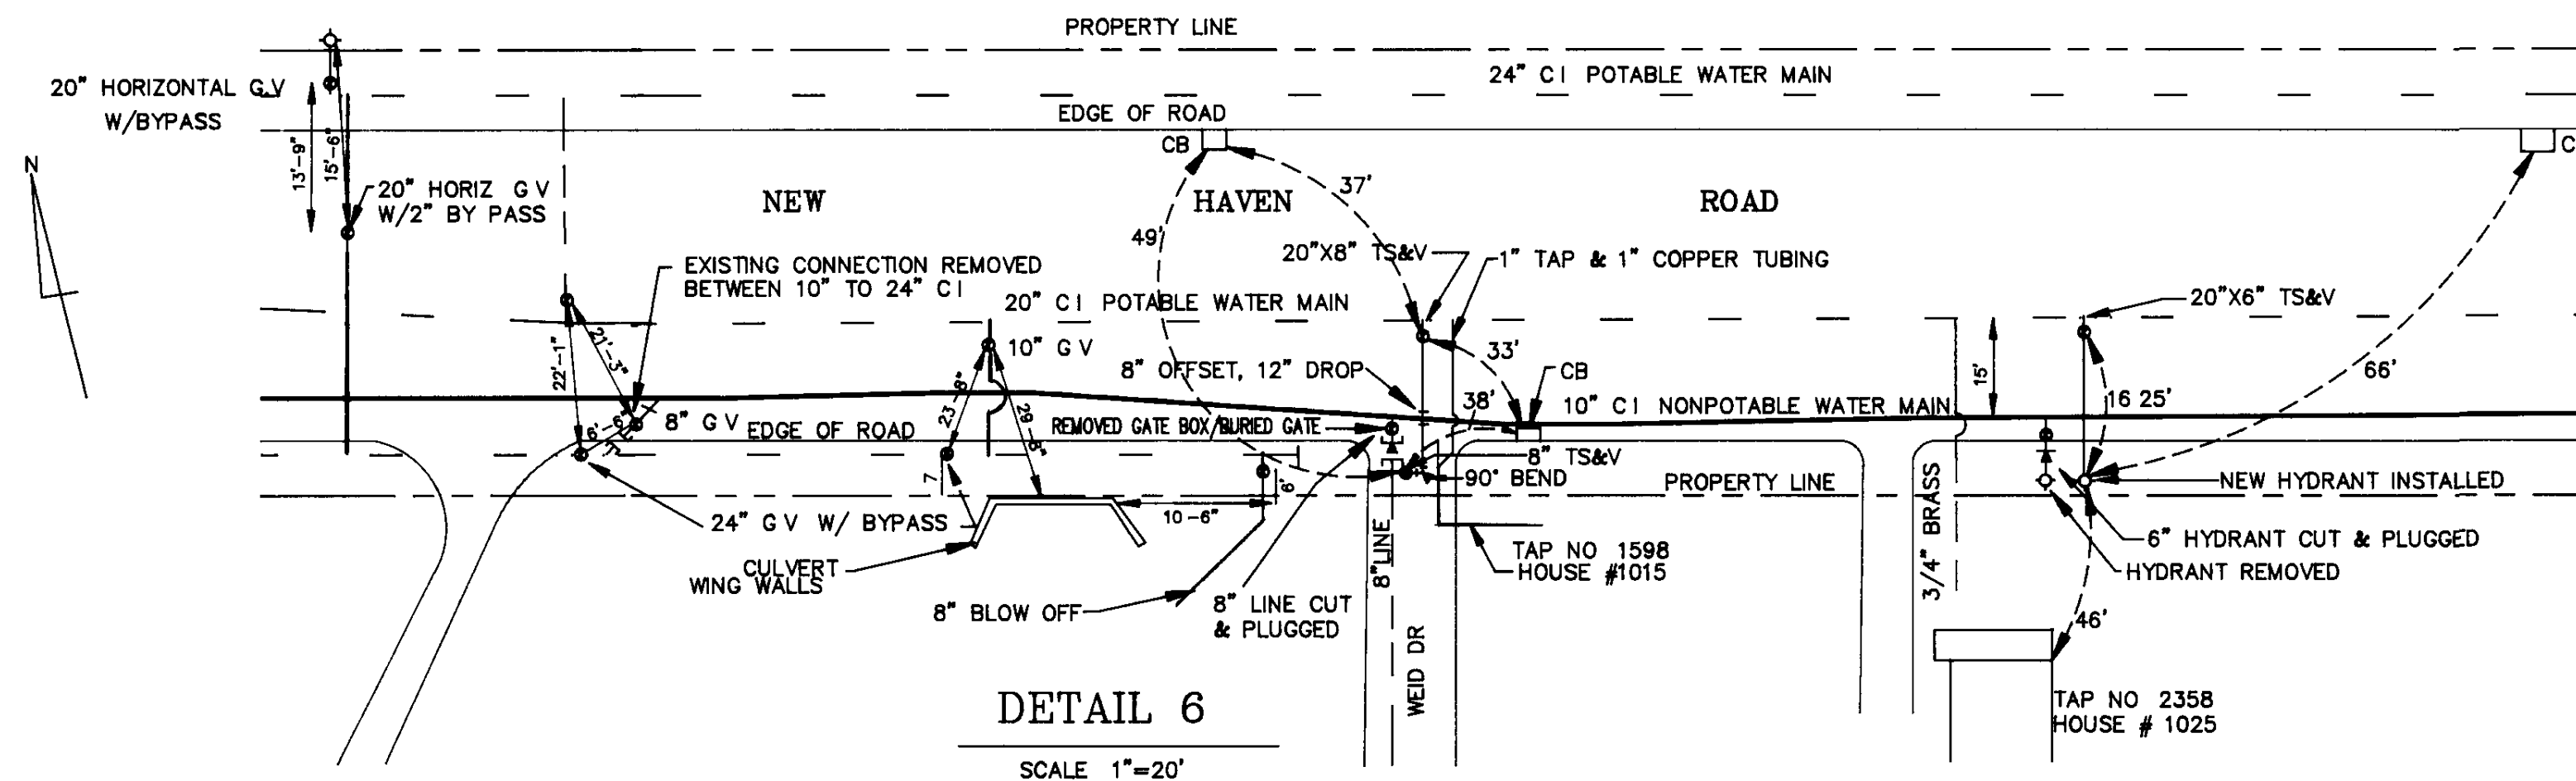 PROPERTY LINE
24" CI POTABLE WATER MAIN
20" HORIZONTAL G.V
W/BYPASS
EDGE OF ROAD
CB
C
N
13'-9"
15'-6"
20" HORIZ G V
W/2" BY PASS
NEW HAVEN ROAD
37'
49'
20"X8" TS&V
1" TAP & 1" COPPER TUBING
EXISTING CONNECTION REMOVED
BETWEEN 10" TO 24" CI
20" CI POTABLE WATER MAIN
20"X6" TS&V
22'-1"
21'-3"
10" G V
33'
15'
66'
8" OFFSET, 12" DROP
CB
38'
10" CI NONPOTABLE WATER MAIN
16 25'
23'-8"
29'-8"
6'-6"
8" G V
EDGE OF ROAD
REMOVED GATE BOX/BURIED GATE
8" TS&V
90° BEND
7
6'
PROPERTY LINE
NEW HYDRANT INSTALLED
24" G V W/ BYPASS
10-6"
CULVERT
WING WALLS
8" BLOW OFF
8" LINE CUT
& PLUGGED
8"LINE
WEID DR
TAP NO 1598
HOUSE #1015
3/4" BRASS
6" HYDRANT CUT & PLUGGED
HYDRANT REMOVED
46'
TAP NO 2358
HOUSE # 1025
DETAIL 6
SCALE 1"=20'